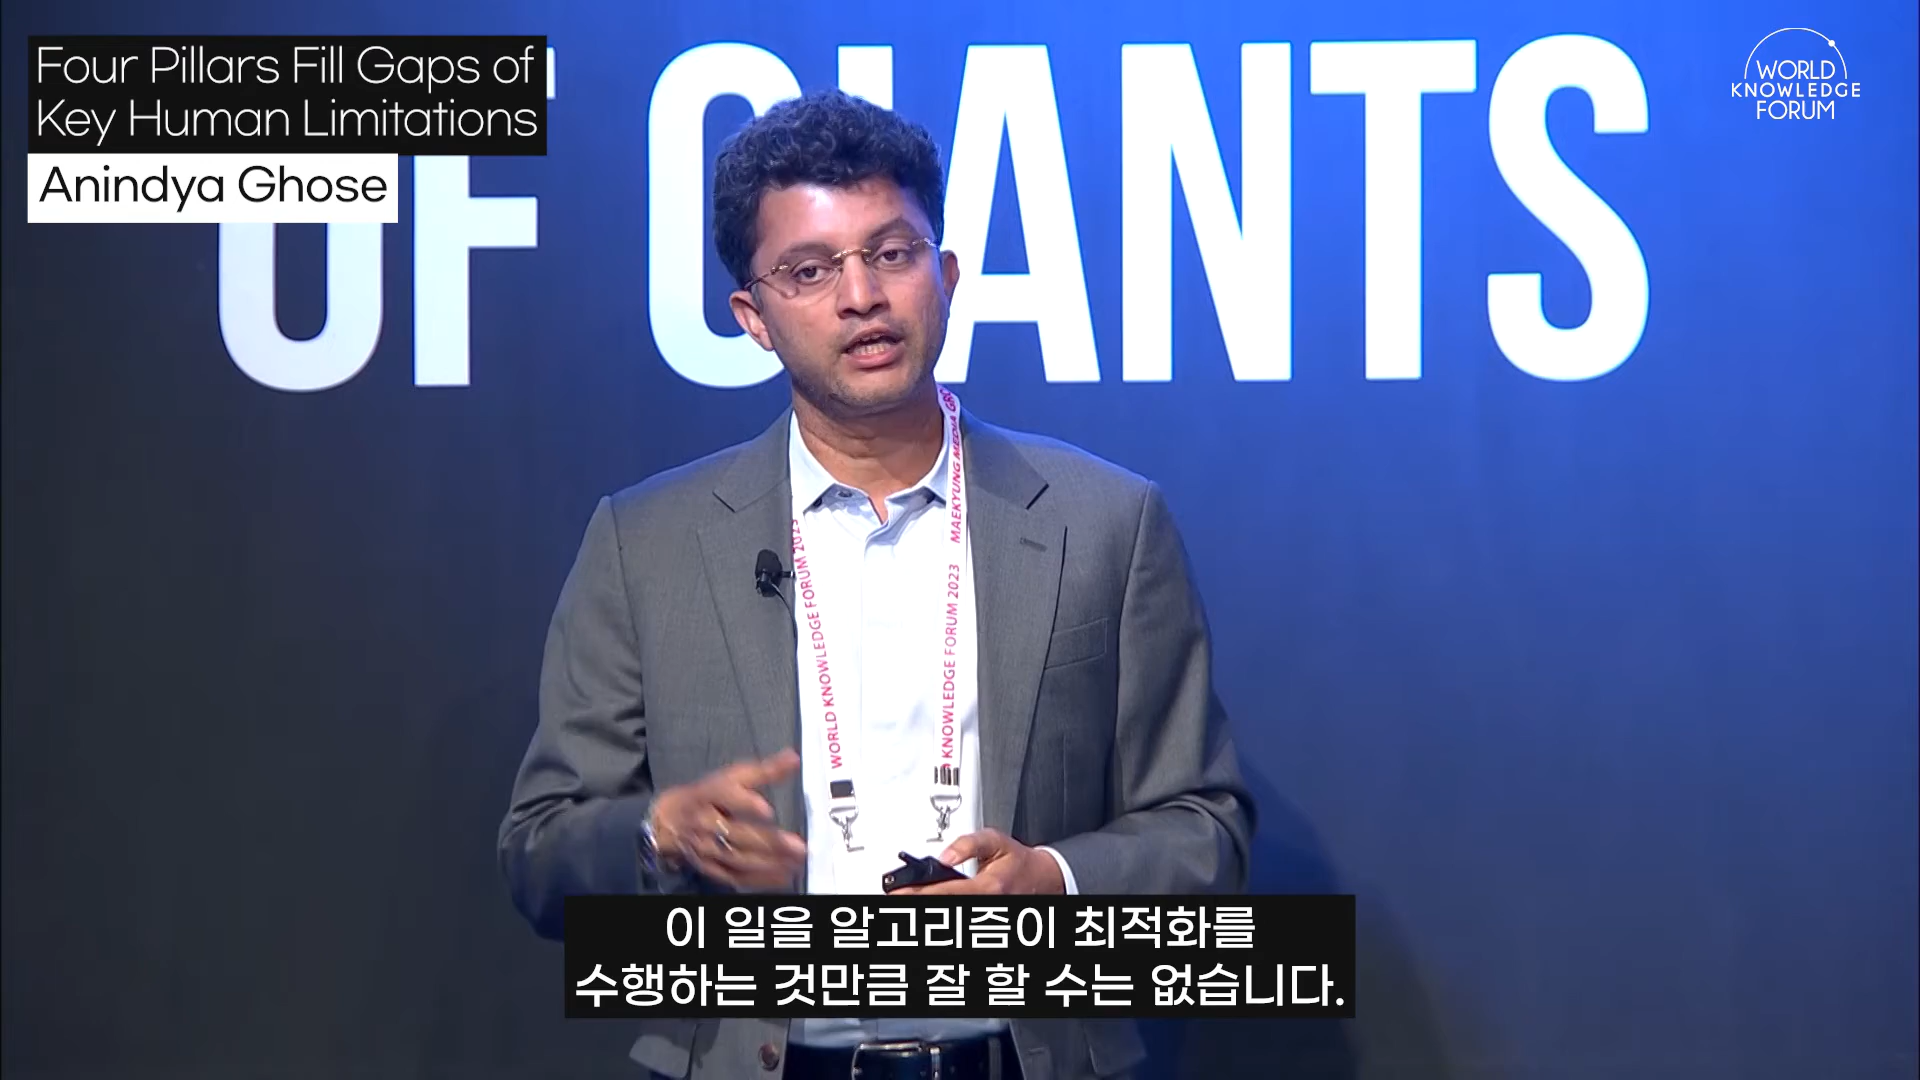 Four Pillars Fill Gaps of
Key Human Limitations
Anindya Ghose
WORLD
KNOWLEDGE
FORUM
OF GIANTS
WORLD KNOWLEDGE FORUM 2023
MAEKYUNG MEDIA
KNOWLEDGE FORUM 2023
이 일을 알고리즘이 최적화를
수행하는 것만큼 잘 할 수는 없습니다.